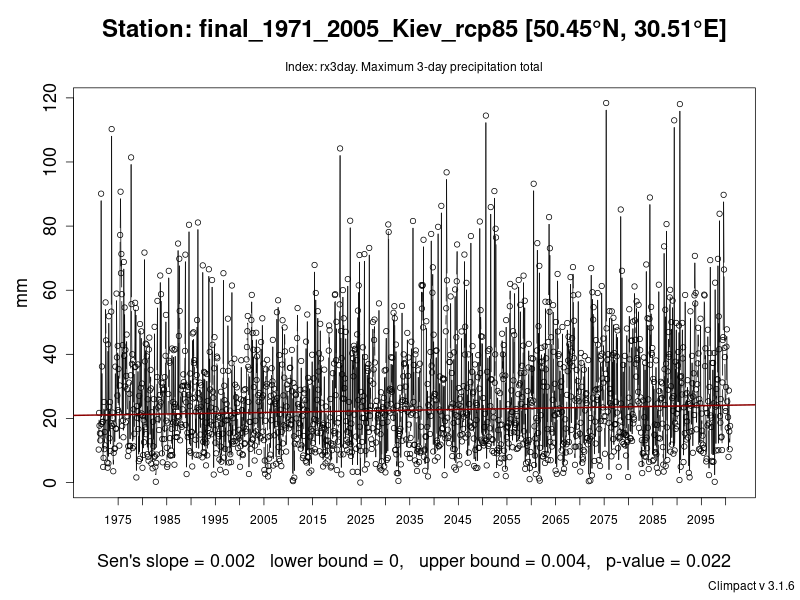 Station: final_1971_2005_Kiev_rcp85 [50.45°N, 30.51°E]
Index: rx3day. Maximum 3-day precipitation total
120
100
80
60
40
20
0
mm
1975 1985 1995 2005 2015 2025 2035 2045 2055 2065 2075 2085 2095
Sen's slope = 0.002 lower bound = 0, upper bound = 0.004, p-value = 0.022
Climpact v 3.1.6